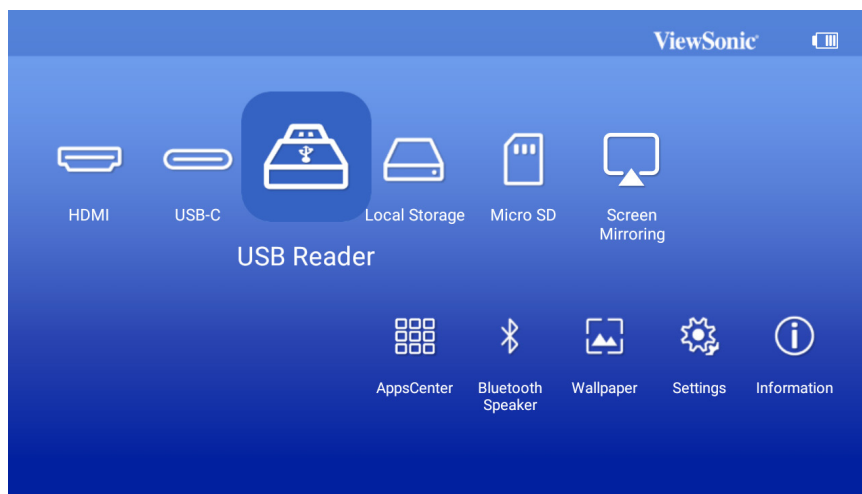 ViewSonic
HDMI
USB-C
USB Reader
Local Storage
Micro SD
Screen
Mirroring
AppsCenter
Bluetooth
Speaker
Wallpaper
Settings
Information